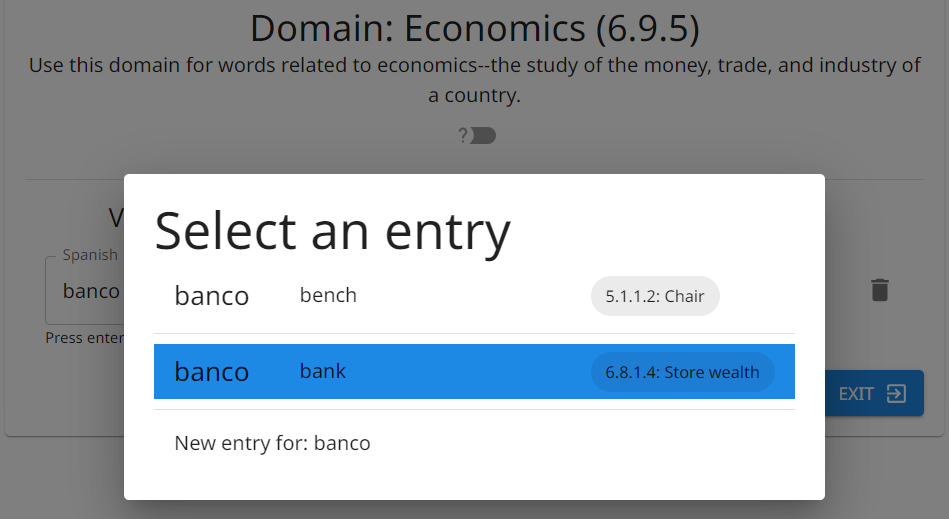 Domain: Economics (6.9.5)
Use this domain for words related to economics--the study of the money, trade, and industry of
a country.
?
V
Spanish
banco
Press enter
Select an entry
banco bench 5.1.1.2: Chair
banco bank 6.8.1.4: Store wealth
New entry for: banco
EXIT